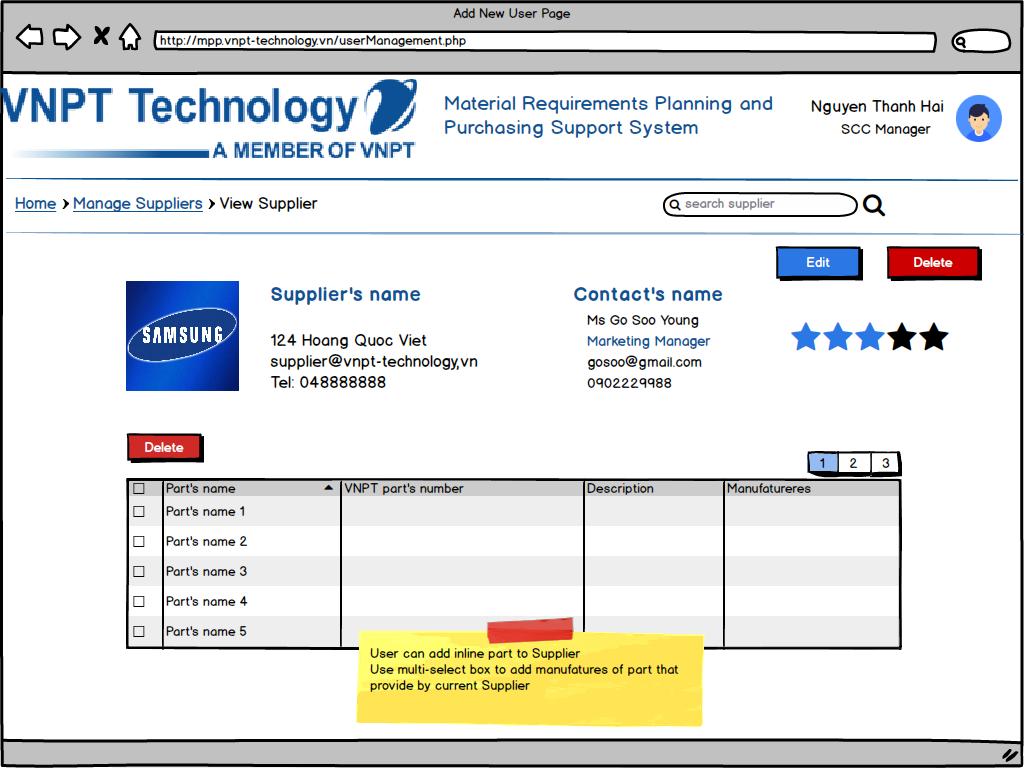 Add New User Page
http://mpp.vnpt-technology.vn/userManagement.php
VNPT Technology
A MEMBER OF VNPT
Material Requirements Planning and
Purchasing Support System
Nguyen Thanh Hai
SCC Manager
Home > Manage Suppliers > View Supplier
search supplier
Edit
Delete
SAMSUNG
Supplier's name
124 Hoang Quoc Viet
supplier@vnpt-technology,vn
Tel: 048888888
Contact's name
Ms Go Soo Young
Marketing Manager
gosoo@gmail.com
0902229988
Delete
1 2 3
Part's name VNPT part's number Description Manufatureres
Part's name 1
Part's name 2
Part's name 3
Part's name 4
Part's name 5
User can add inline part to Supplier
Use multi-select box to add manufatures of part that
provide by current Supplier